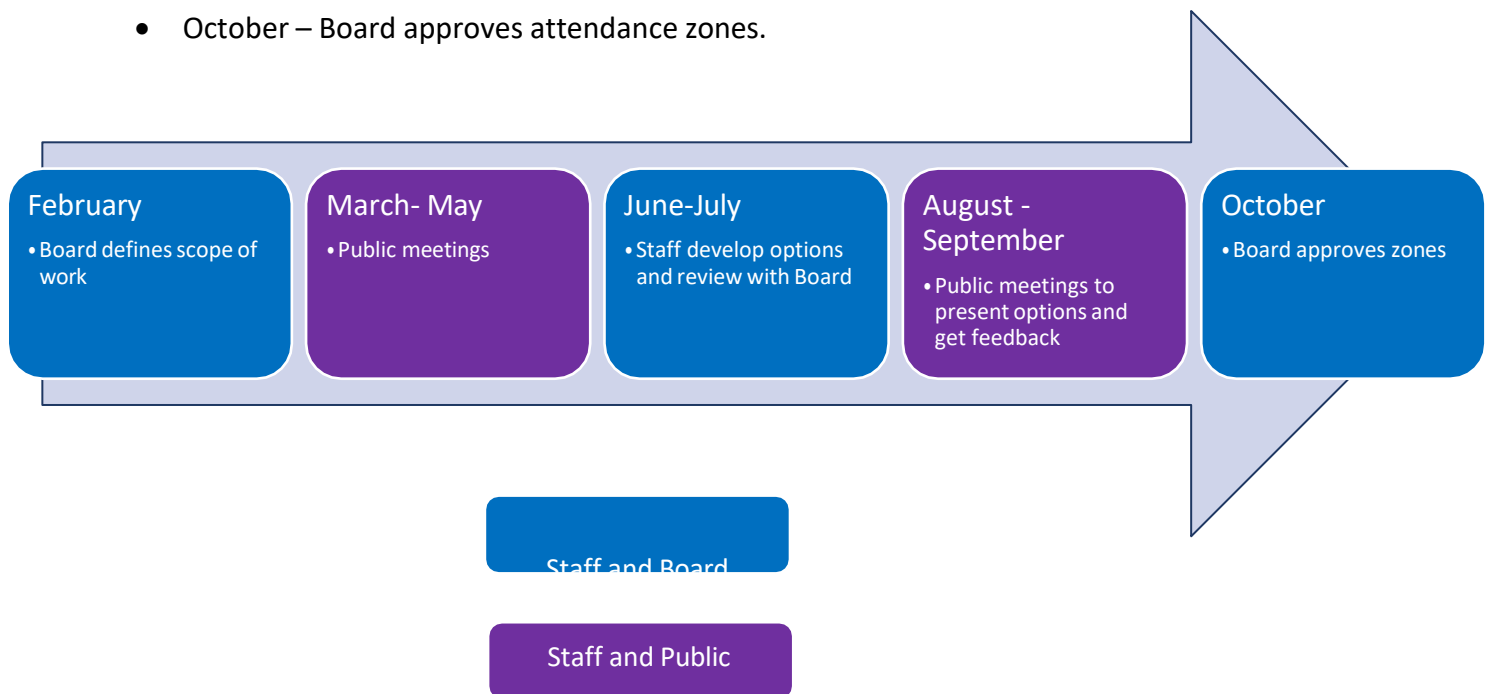 • October – Board approves attendance zones.
February
• Board defines scope of
work
March- May
• Public meetings
June-July
• Staff develop options
and review with Board
August -
September
• Public meetings to
present options and
get feedback
October
• Board approves zones
Staff and Board
Staff and Public